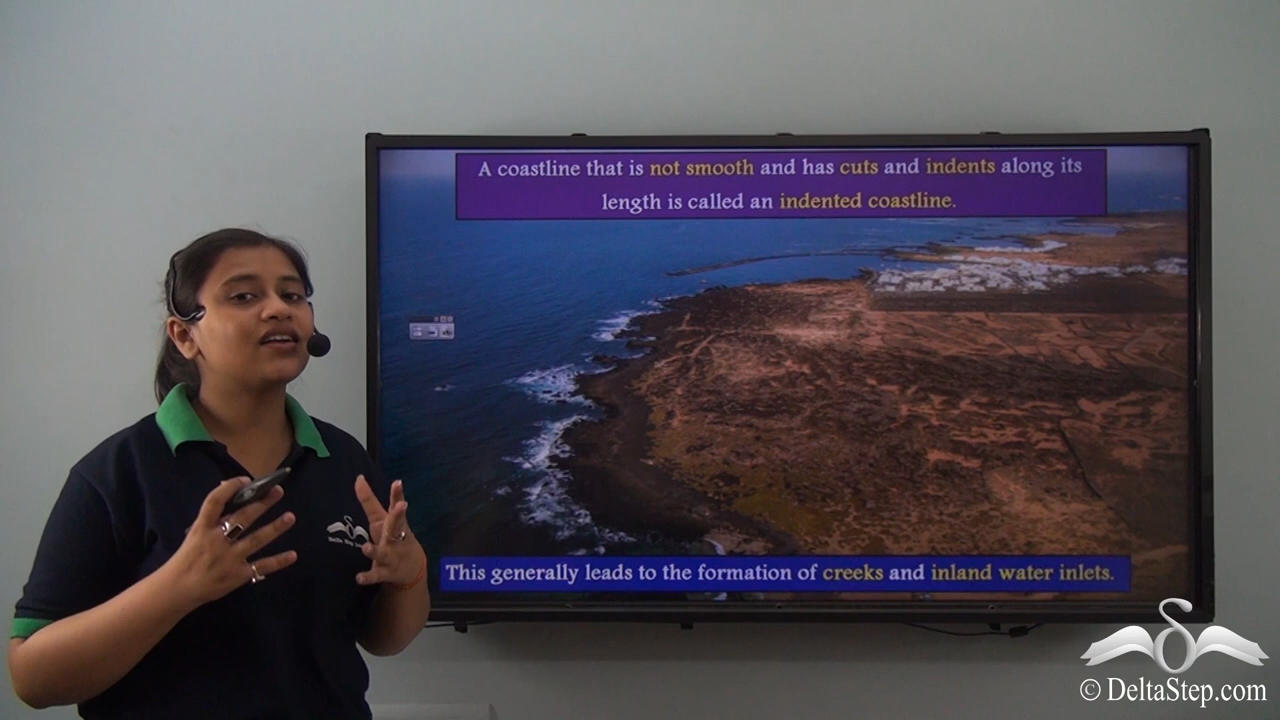 A coastline that is not smooth and has cuts and indents along its
length is called an indented coastline.
This generally leads to the formation of creeks and inland water inlets.
© DeltaStep.com